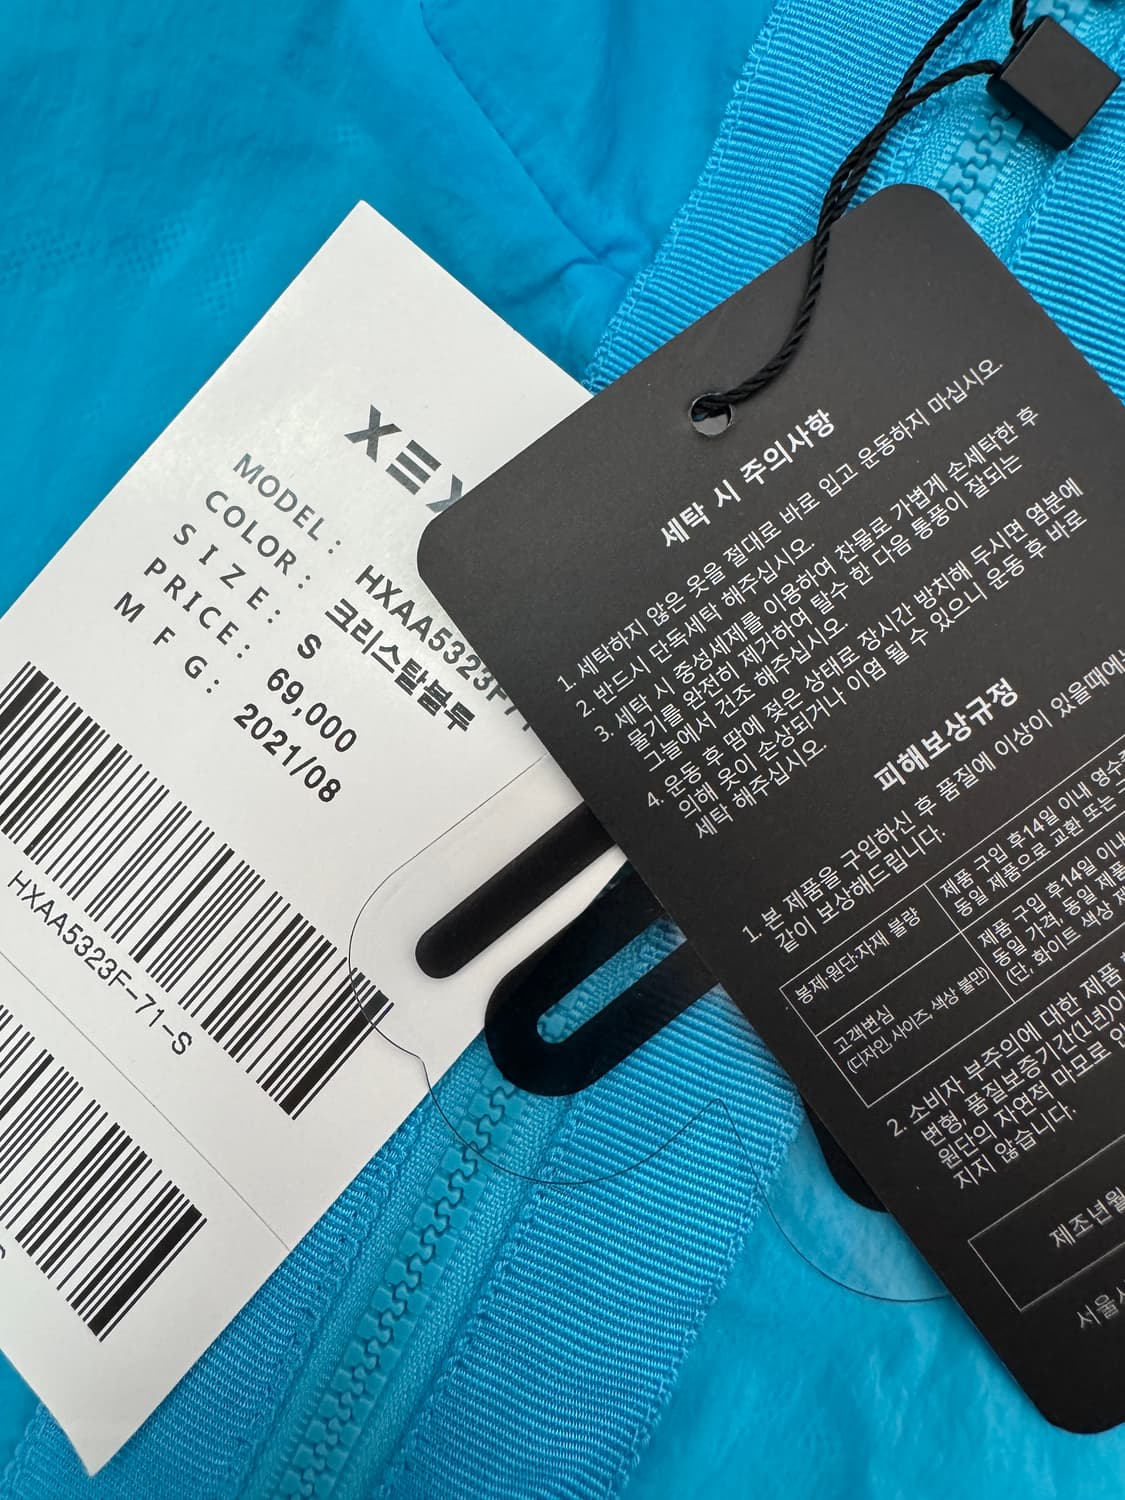 MODEL: HXAA5323F-71
COLOR: 크리스탈블루
SIZE: S
PRICE: 69,000
MFG: 2021/08
HXAA5323F-71-S
세탁 시 주의사항
1. 세탁하지 않은 옷을 절대로 바로 입고 운동하지 마십시오.
2. 반드시 단독세탁 해주십시오.
3. 세탁 시 중성세제를 이용하여 찬물로 가볍게 손세탁한 후
물기를 완전히 제거하여 탈수 한 다음 통풍이 잘되는
그늘에서 건조 해주십시오.
4. 운동 후 땀에 젖은 상태로 장시간 방치해 두시면 염분에
의해 옷이 손상되거나 이염 될 수 있으니 운동 후 바로
세탁 해주십시오.
피해보상규정
1. 본 제품을 구입하신 후 품질에 이상이 있을때에는
같이 보상해드립니다.
봉제·원단·자재 불량
제품 구입 후14일 이내 영수증
동일 제품으로 교환 또는
고객변심
(디자인, 사이즈, 색상 불만)
제품 구입 후14일 이내
동일 가격, 동일 제품
(단, 화이트 색상 제
2. 소비자 부주의에 대한 제품
변형, 품질보증기간(1년)이
원단의 자연적 마모로 인
지지 않습니다.
제조년월
서울시